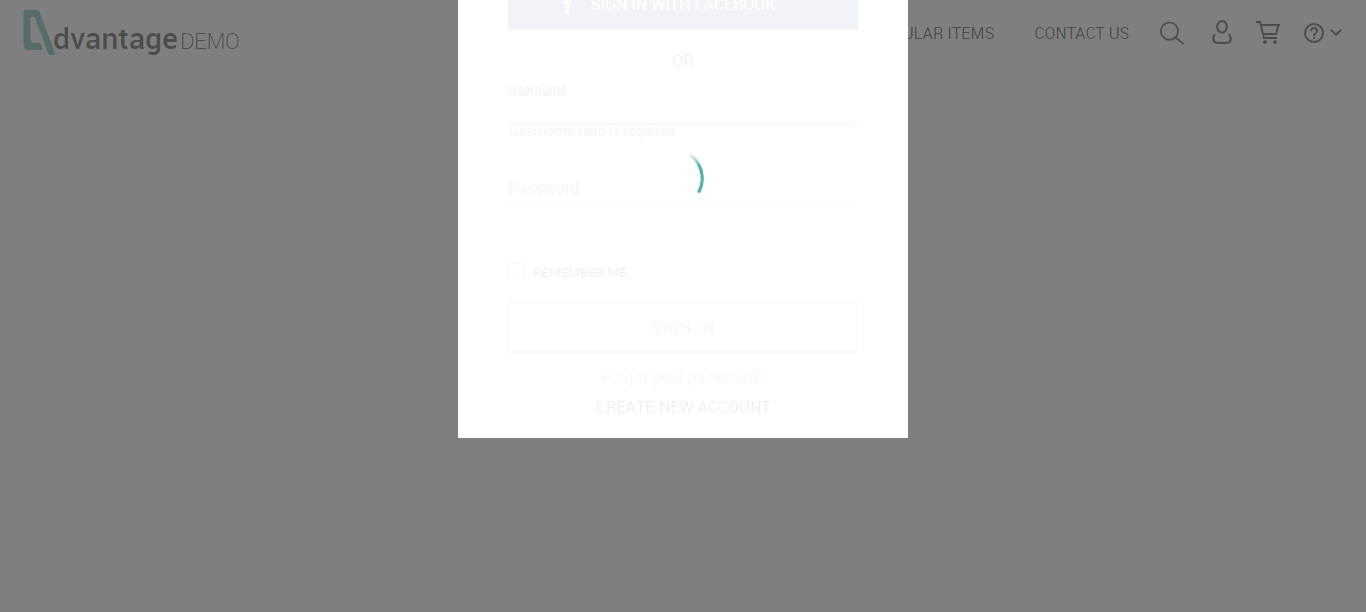 dvantage DEMO
ULAR ITEMS
CONTACT US
SIGN IN WITH FACEBOOK
OR
Username
Username field is required
Password
REMEMBER ME
SIGN IN
Forgot your password?
CREATE NEW ACCOUNT